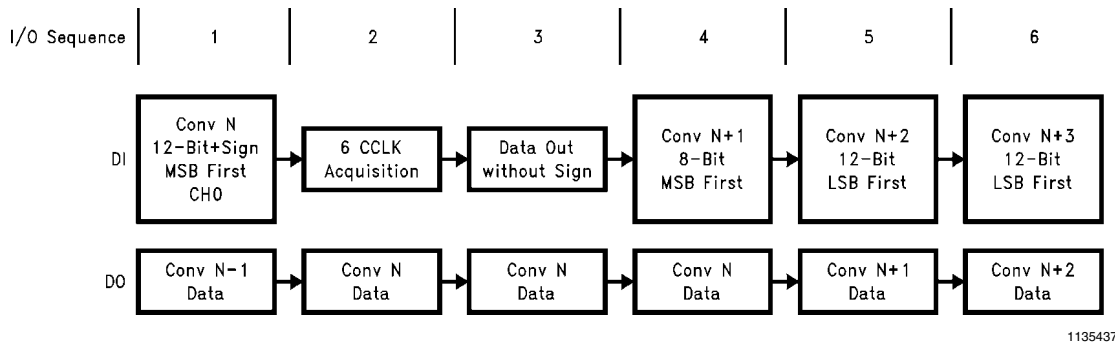 I/O Sequence 1 2 3 4 5 6
DI
Conv N
12-Bit+Sign
MSB First
CH0
6 CCLK
Acquisition
Data Out
without Sign
Conv N+1
8-Bit
MSB First
Conv N+2
12-Bit
LSB First
Conv N+3
12-Bit
LSB First
DO
Conv N-1
Data
Conv N
Data
Conv N
Data
Conv N
Data
Conv N+1
Data
Conv N+2
Data
1135437